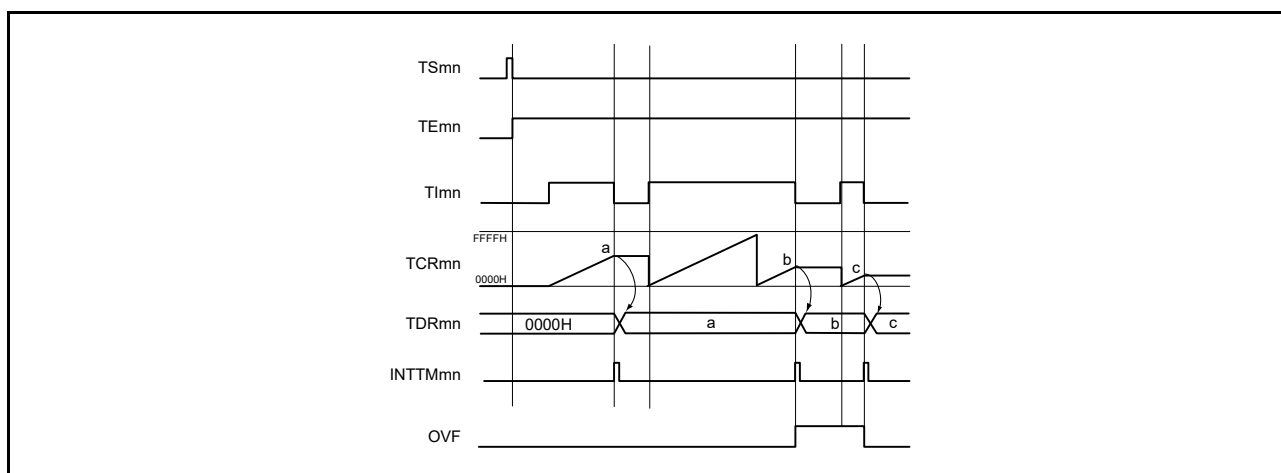 TSmn
TEmn
TImn
FFFFH
a
b
c
TCRmn
0000H
TDRmn 0000H a b c
INTTMmn
OVF